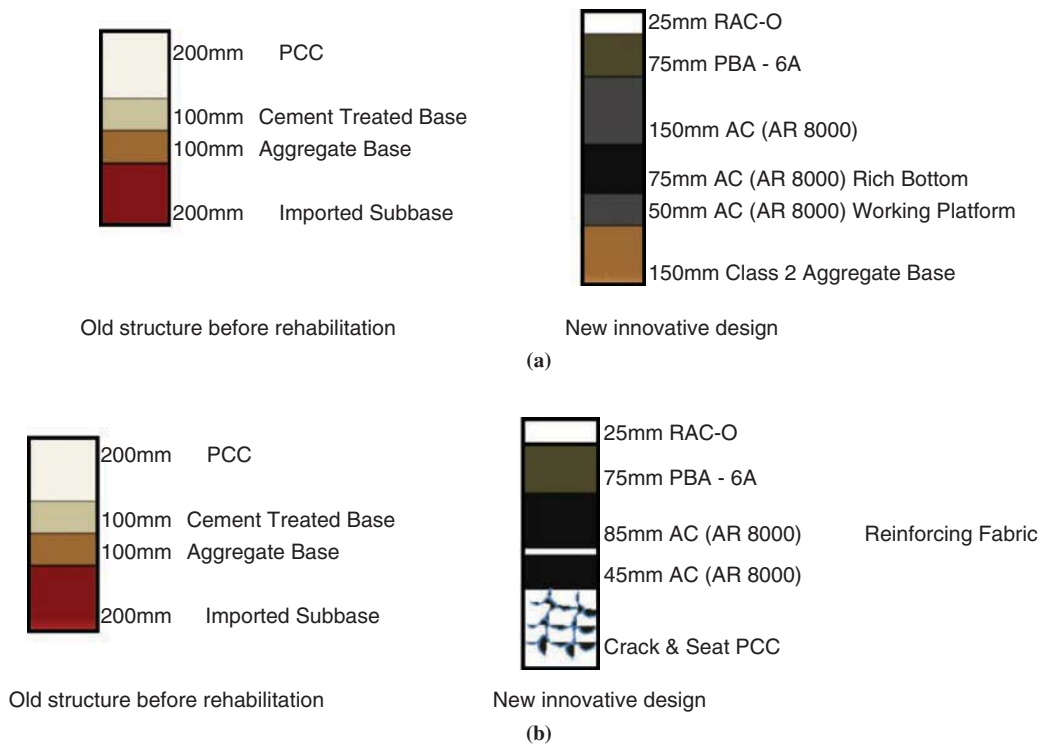 200mm PCC
100mm Cement Treated Base
100mm Aggregate Base
200mm Imported Subbase
Old structure before rehabilitation
25mm RAC-O
75mm PBA - 6A
150mm AC (AR 8000)
75mm AC (AR 8000) Rich Bottom
50mm AC (AR 8000) Working Platform
150mm Class 2 Aggregate Base
New innovative design
(a)
200mm PCC
100mm Cement Treated Base
100mm Aggregate Base
200mm Imported Subbase
Old structure before rehabilitation
25mm RAC-O
75mm PBA - 6A
85mm AC (AR 8000) Reinforcing Fabric
45mm AC (AR 8000)
Crack & Seat PCC
New innovative design
(b)